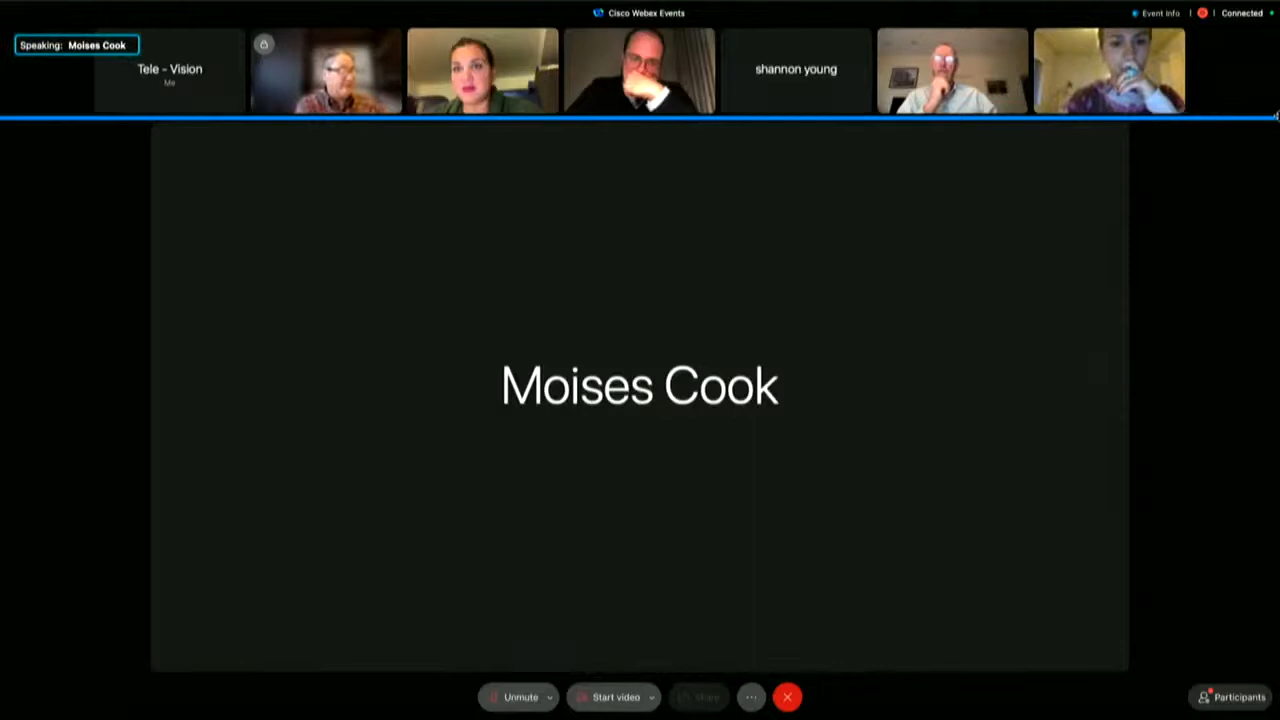 Cisco Webex Events
Event Info
Connected
Speaking: Moises Cook
Tele - Vision
Me
shannon young
Moises Cook
Unmute
Start video
Share
Participants